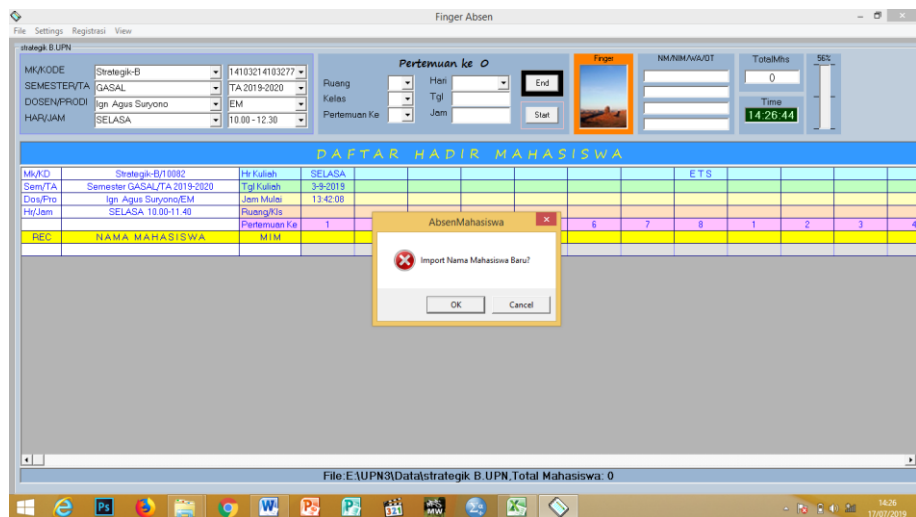 Finger Absen
File Settings Registrasi View
strategik B.UPN
MK/KODE Strategik-B 14103214103277
SEMESTER/TA GASAL TA 2019-2020
DOSEN/PRODI Ign Agus Suryono EM
HAR/JAM SELASA 10.00 - 12.30
Pertemuan ke 0
Ruang Hari End
Kelas Tgl
Pertemuan Ke Jam Start
Finger
NM/NIM/WA/DT
TotalMhs
0
Time
14:26:44
56%
DAFTAR HADIR MAHASISWA
Mk/KD Strategik-B/10082 Hr Kuliah SELASA ETS
Sem/TA Semester GASAL/TA 2019-2020 Tgl Kuliah 3-9-2019
Dos/Pro Ign Agus Suryono/EM Jam Mulai 13:42:08
Hr/Jam SELASA 10.00-11.40 Ruang/Kls
Pertemuan Ke 1 6 7 8 1 2 3 4
REC NAMA MAHASISWA MIM
AbsenMahasiswa
Import Nama Mahasiswa Baru?
OK Cancel
File:E:\UPN3\Data\strategik B.UPN,Total Mahasiswa: 0
14:26
17/07/2019